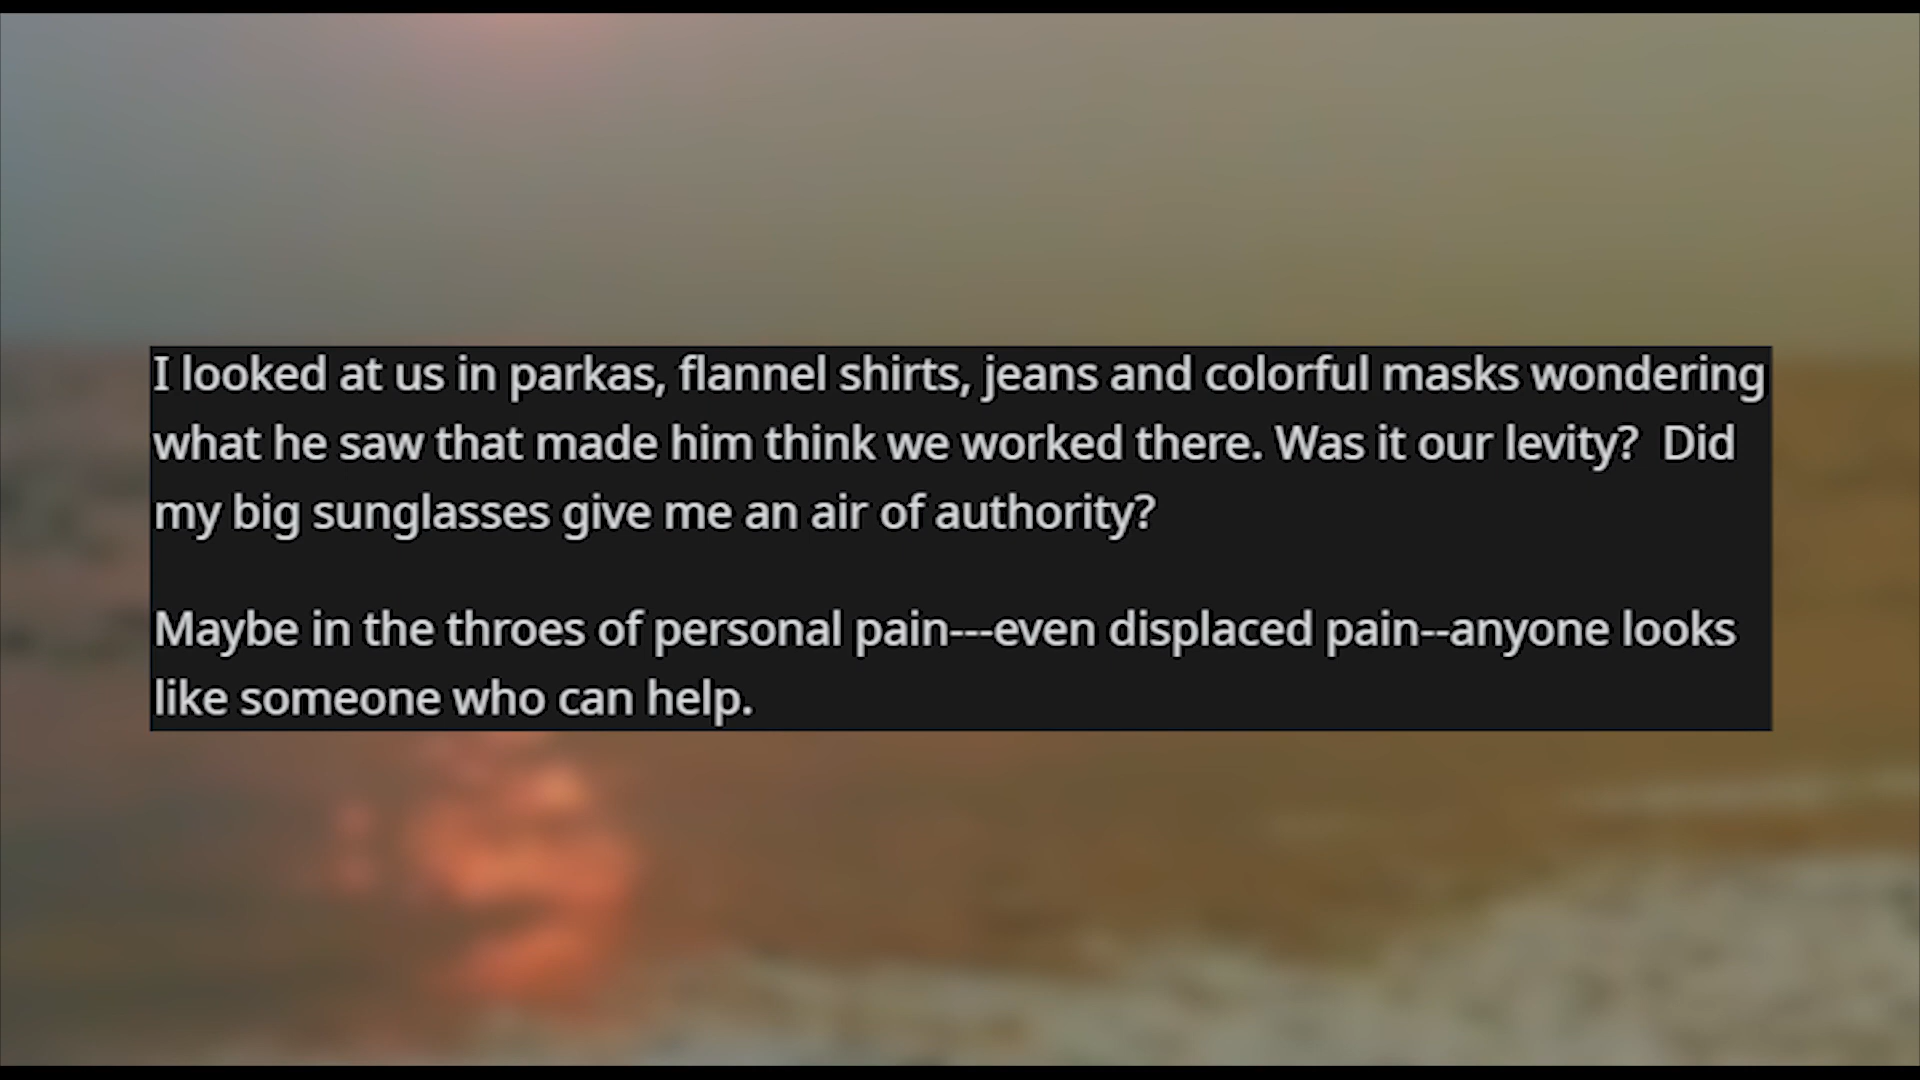 I looked at us in parkas, flannel shirts, jeans and colorful masks wondering
what he saw that made him think we worked there. Was it our levity?  Did
my big sunglasses give me an air of authority?
Maybe in the throes of personal pain---even displaced pain--anyone looks
like someone who can help.